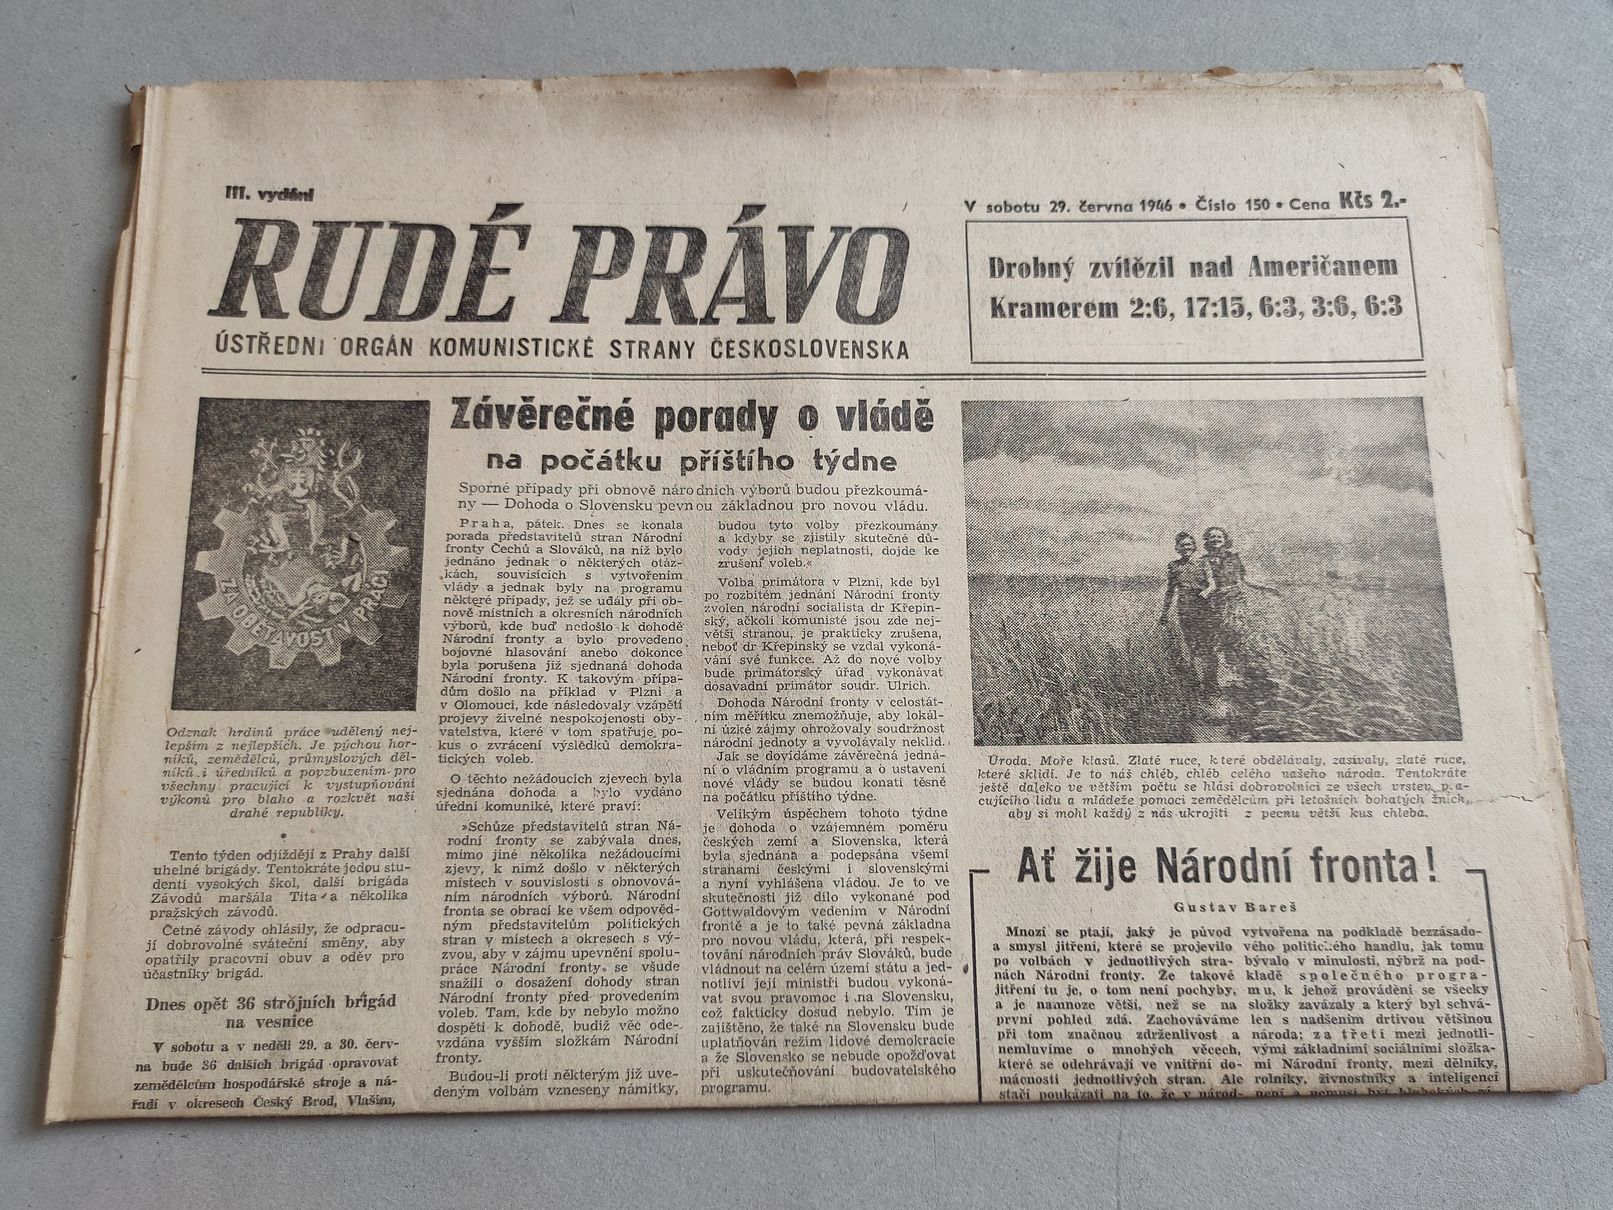 III. vydání
RUDÉ PRÁVO
ÚSTŘEDNI ORGÁN KOMUNISTICKÉ STRANY ČESKOSLOVENSKA
V sobotu 29. června 1946 • Číslo 150 • Cena Kčs 2.-
Drobný zvítězil nad Američanem
Kramerem 2:6, 17:15, 6:3, 3:6, 6:3
ZA OBĚTAVOST V PRÁCI
Odznak hrdinů práce udělený nej-
lepším z nejlepších. Je pýchou hor-
níků, zemědělců, průmyslových děl-
níků i úředníků a povzbuzením pro
všechny pracující k vystupňování
výkonů pro blaho a rozkvět naší
drahé republiky.
*
Tento týden odjíždějí z Prahy další
uhelné brigády. Tentokráte jedou stu-
denti vysokých škol, další brigáda
Závodů maršála Tita a několika
pražských závodů.
Četné závody ohlásily, že odpracu-
jí dobrovolné sváteční směny, aby
opatřily pracovní obuv a oděv pro
účastníky brigád.
Dnes opět 36 strojních brigád
na vesnice
V sobotu a v neděli 29. a 30. červ-
na bude 36 dalších brigád opravovat
zemědělcům hospodářské stroje a ná-
řadí v okresech Český Brod, Vlašim,
Závěrečné porady o vládě
na počátku příštího týdne
Sporné případy při obnově národních výborů budou přezkoumá-
ny — Dohoda o Slovensku pevnou základnou pro novou vládu.
Praha, pátek. Dnes se konala
porada představitelů stran Národní
fronty Čechů a Slováků, na níž bylo
jednáno jednak o některých otáz-
kách, souvisících s vytvořením
vlády a jednak byly na programu
některé případy, jež se udály při ob-
nově místních a okresních národních
výborů, kde buď nedošlo k dohodě
Národní fronty a bylo provedeno
bojovné hlasování anebo dokonce
byla porušena již sjednaná dohoda
Národní fronty. K takovým přípa-
dům došlo na příklad v Plzni a
v Olomouci, kde následovaly vzápětí
projevy živelné nespokojenosti oby-
vatelstva, které v tom spatřuje po-
kus o zvrácení výsledků demokra-
tických voleb.
O těchto nežádoucích zjevech byla
sjednána dohoda a bylo vydáno
úřední komuniké, které praví:
»Schůze představitelů stran Ná-
rodní fronty se zabývala dnes,
mimo jiné několika nežádoucími
zjevy, k nimž došlo v některých
místech v souvislosti s obnovová-
ním národních výborů. Národní
fronta se obrací ke všem odpověd-
ným představitelům politických
stran v místech a okresech s vý-
zvou, aby v zájmu upevnění spolu-
práce Národní fronty se všude
snažili o dosažení dohody stran
Národní fronty před provedením
voleb. Tam, kde by nebylo možno
dospěti k dohodě, budiž věc ode-
vzdána vyšším složkám Národní
fronty.
Budou-li proti některým již uve-
deným volbám vzneseny námitky,
budou tyto volby přezkoumány
a kdyby se zjistily skutečné dů-
vody jejich neplatnosti, dojde ke
zrušení voleb.«
Volba primátora v Plzni, kde byl
po rozbitém jednání Národní fronty
zvolen národní socialista dr Křepin-
ský, ačkoli komunisté jsou zde nej-
větší stranou, je prakticky zrušena,
neboť dr Křepinský se vzdal vykoná-
vání své funkce. Až do nové volby
bude primátorský úřad vykonávat
dosavadní primátor soudr. Ulrich.
Dohoda Národní fronty v celostát-
ním měřítku znemožňuje, aby lokál-
ní úzké zájmy ohrožovaly soudržnost
národní jednoty a vyvolávaly neklid.
Jak se dovídáme závěrečná jedná-
ní o vládním programu a o ustavení
nové vlády se budou konati těsně
na počátku příštího týdne.
Velikým úspěchem tohoto týdne
je dohoda o vzájemném poměru
českých zemí a Slovenska, která
byla sjednána a podepsána všemi
stranami českými i slovenskými
a nyní vyhlášena vládou. Je to ve
skutečnosti již dílo vykonané pod
Gottwaldovým vedením v Národní
frontě a je to také pevná základna
pro novou vládu, která, při respek-
tování národních práv Slováků, bude
vládnout na celém území státu a jed-
notliví její ministři budou vykoná-
vat svou pravomoc i na Slovensku,
což fakticky dosud nebylo. Tím je
zajištěno, že také na Slovensku bude
uplatňován režim lidové demokracie
a že Slovensko se nebude opožďovat
při uskutečňování budovatelského
programu.
Úroda. Moře klasů. Zlaté ruce, které obdělávaly, zasívaly, zlaté ruce,
které sklidí. Je to náš chléb, chléb celého našeho národa. Tentokráte
ještě daleko ve větším počtu se hlásí dobrovolníci ze všech vrstev p.a-
cujícího lidu a mládeže pomoci zemědělcům při letošních bohatých žních,
aby si mohl každý z nás ukrojiti z pecnu větší kus chleba.
Ať žije Národní fronta!
Gustav Bareš
Mnozí se ptají, jaký je původ
a smysl jitření, které se projevilo
po volbách v jednotlivých stra-
nách Národní fronty. Že takové
jitření tu je, o tom není pochyby,
a je namnoze větší, než se na
první pohled zdá. Zachováváme
při tom značnou zdrženlivost a
nemluvíme o mnohých věcech,
které se odehrávají ve vnitřní do-
mácnosti jednotlivých stran. Ale
stačí poukázati na to, že v národ-
vytvořena na podkladě bezzásado-
vého politického handlu, jak tomu
bývalo v minulosti, nýbrž na pod-
kladě společného progra-
mu, k jehož provádění se všecky
složky zavázaly a který byl schvá-
len s nadšením drtivou většinou
národa; za třetí mezi jednotli-
vými základními sociálními složka-
mi Národní fronty, mezi dělníky,
rolníky, živnostníky a inteligencí
není a nemusí být